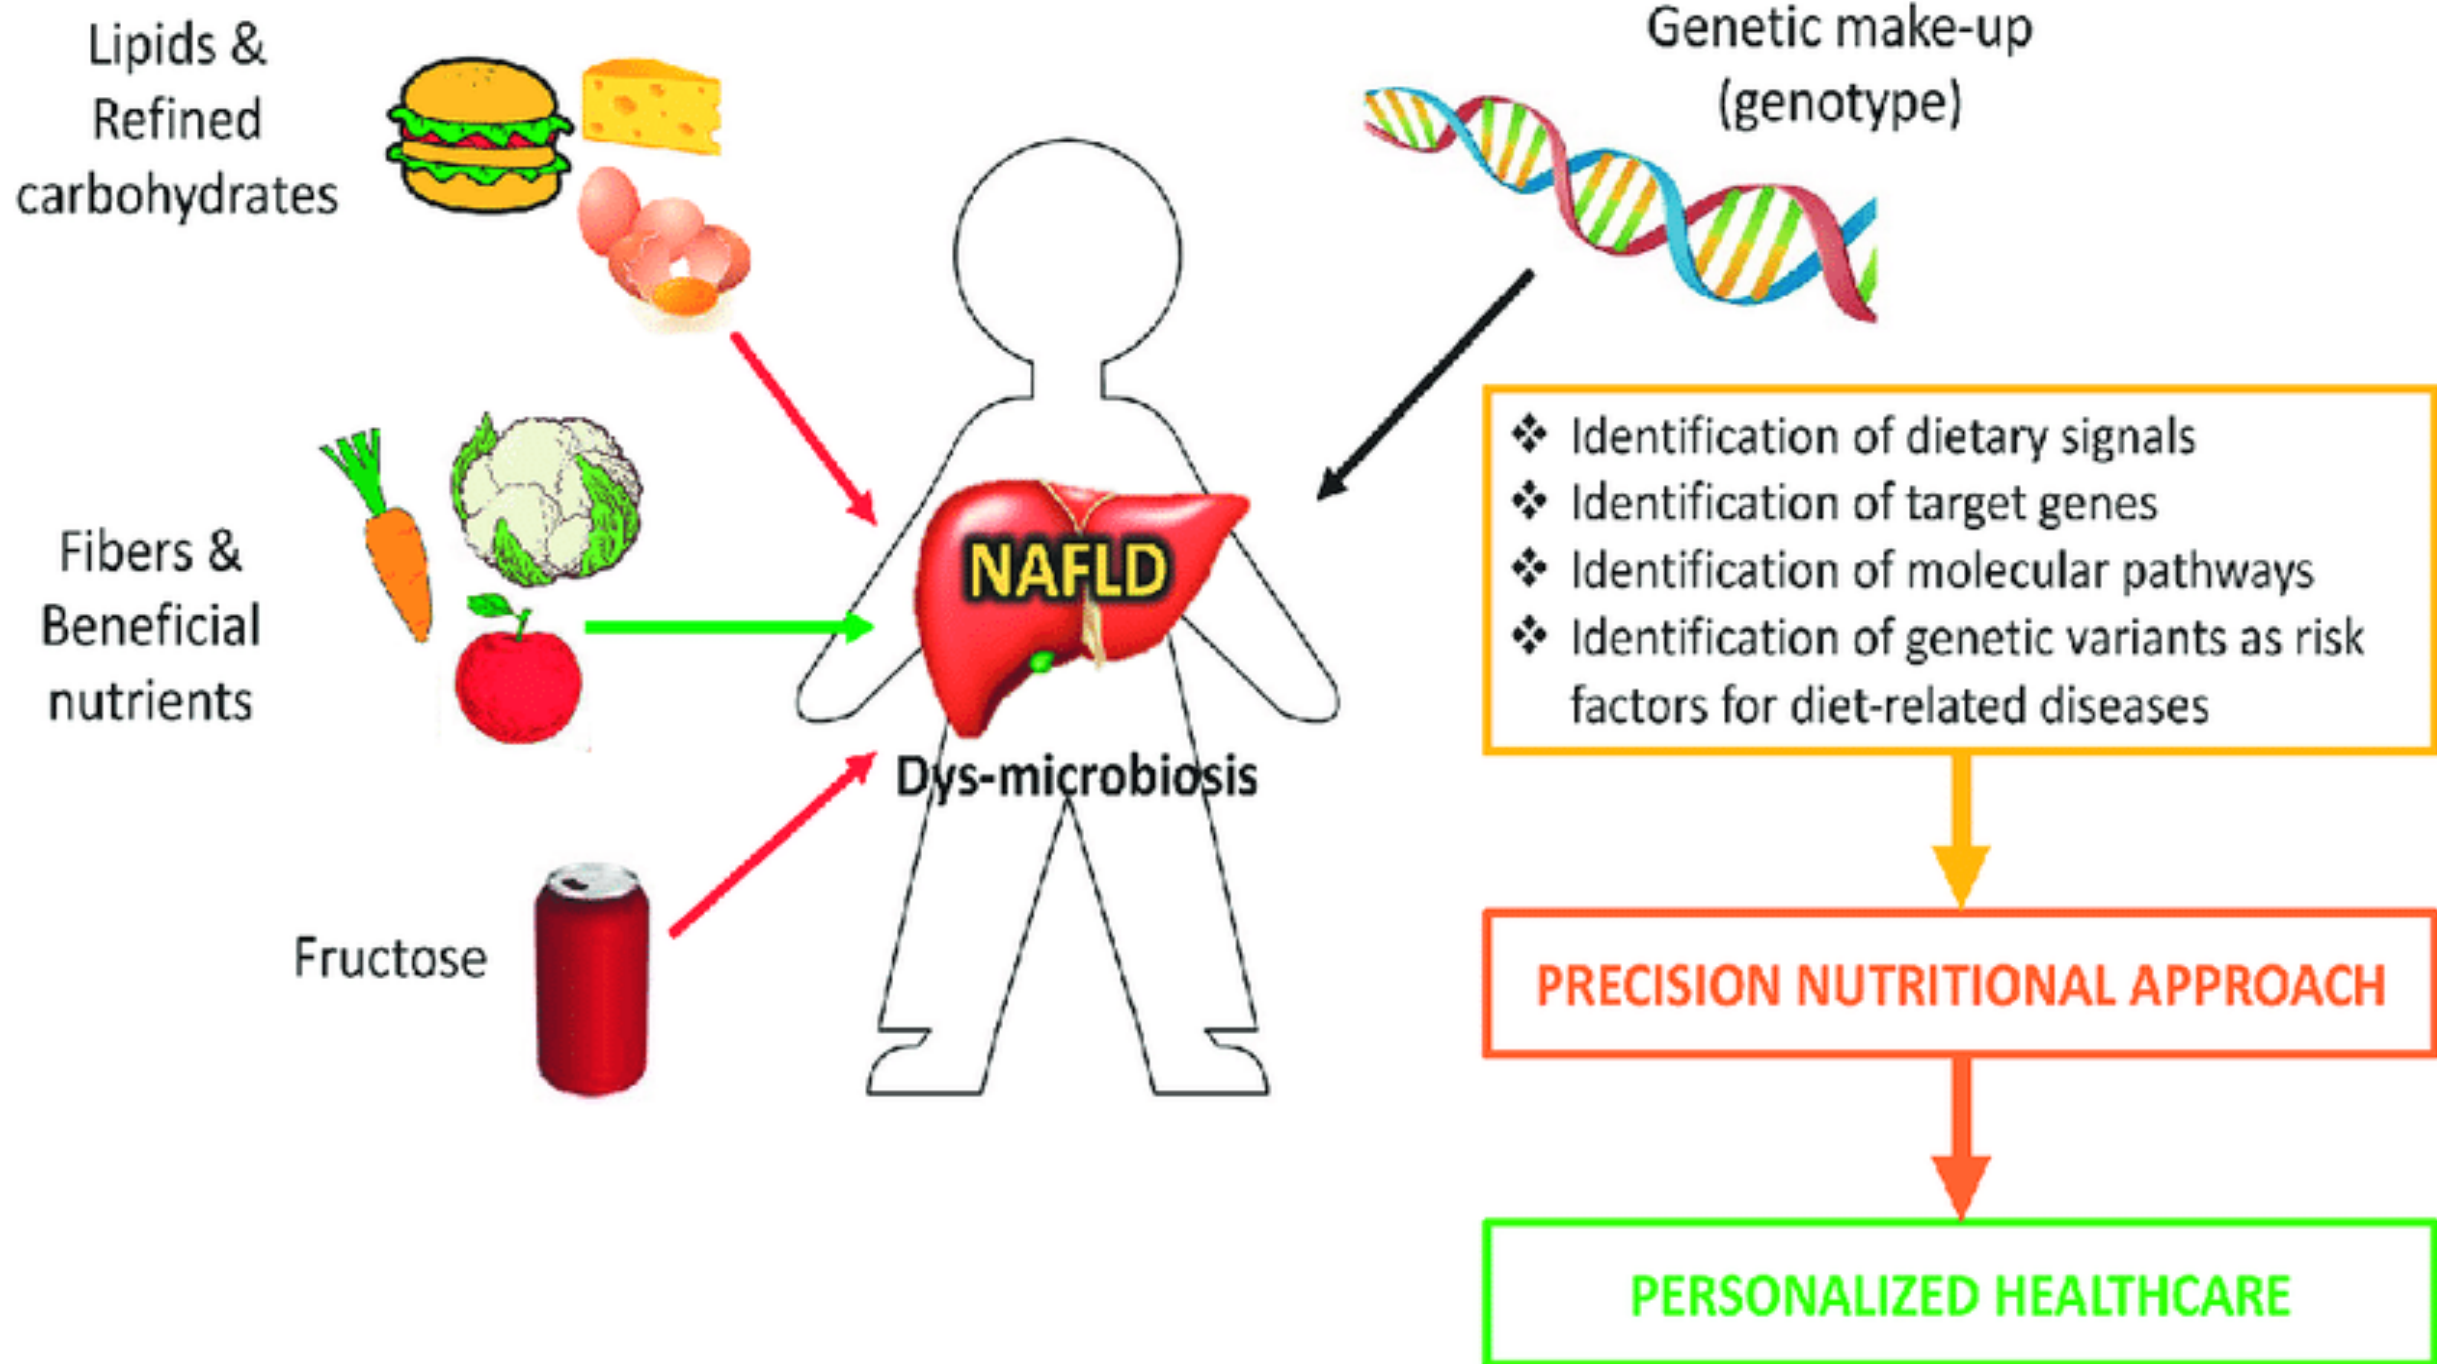 Lipids &
Refined
carbohydrates
Genetic make-up
(genotype)
Fibers &
Beneficial
nutrients
NAFLD
Dys-microbiosis
Fructose
❖ Identification of dietary signals
❖ Identification of target genes
❖ Identification of molecular pathways
❖ Identification of genetic variants as risk
factors for diet-related diseases
PRECISION NUTRITIONAL APPROACH
PERSONALIZED HEALTHCARE